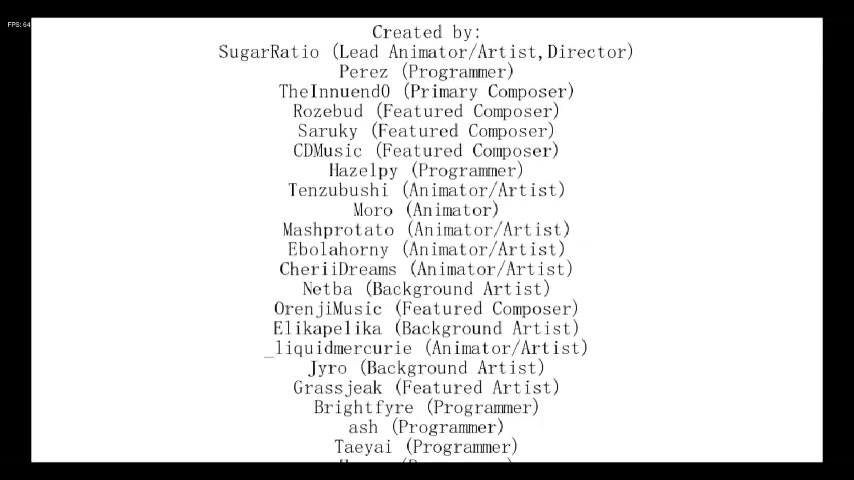 FPS: 64
Created by:
SugarRatio (Lead Animator/Artist,Director)
Perez (Programmer)
TheInnuend0 (Primary Composer)
Rozebud (Featured Composer)
Saruky (Featured Composer)
CDMusic (Featured Composer)
Hazelpy (Programmer)
Tenzubushi (Animator/Artist)
Moro (Animator)
Mashprotato (Animator/Artist)
Ebolahorny (Animator/Artist)
CheriiDreams (Animator/Artist)
Netba (Background Artist)
OrenjiMusic (Featured Composer)
Elikapelika (Background Artist)
_liquidmercurie (Animator/Artist)
Jyro (Background Artist)
Grassjeak (Featured Artist)
Brightfyre (Programmer)
ash (Programmer)
Taeyai (Programmer)